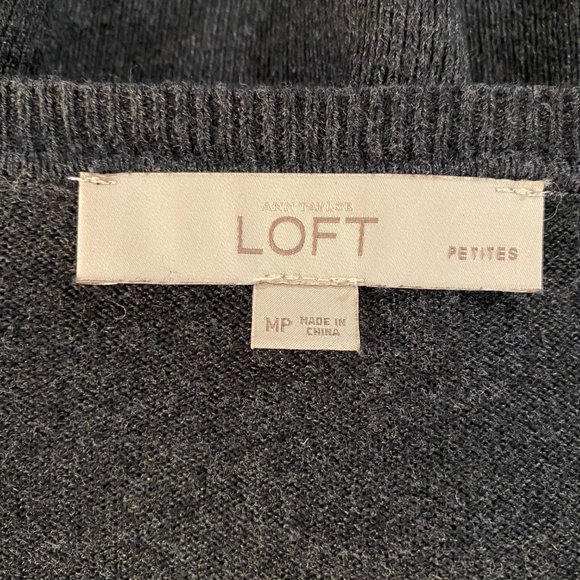 ANN TAYLOR
LOFT
PETITES
MP
MADE IN
CHINA